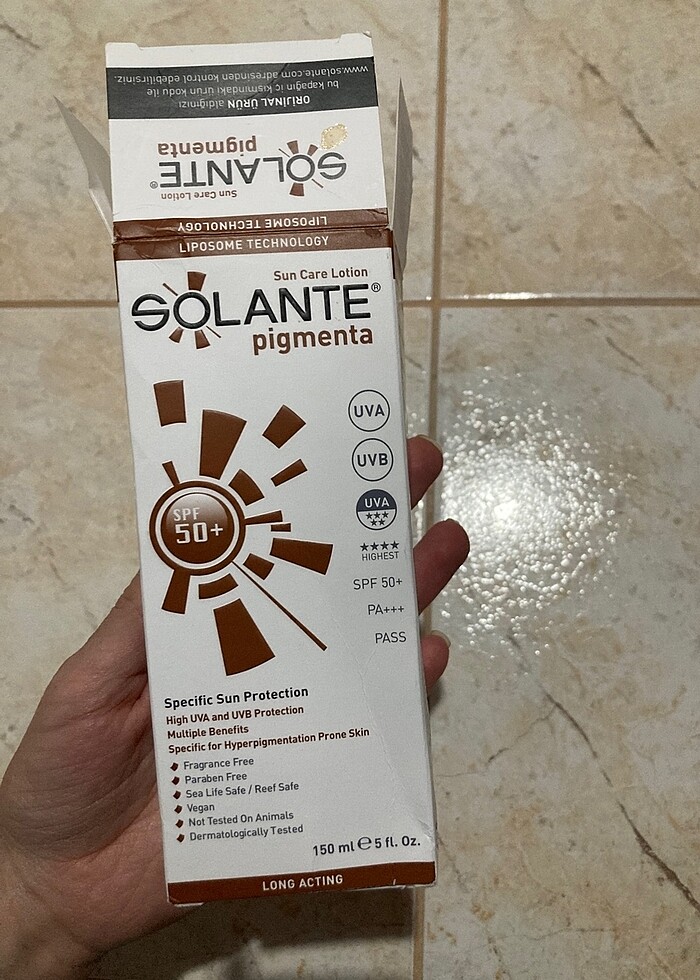 www.solante.com adresinden kontrol edebilirsiniz.
bu kapağın iç kısmındaki ürün kodu ile
ORİJİNAL ÜRÜN aldığınızı
pigmenta
SOLANTE®
Sun Care Lotion
LIPOSOME TECHNOLOGY
LIPOSOME TECHNOLOGY
Sun Care Lotion
SOLANTE®
pigmenta
UVA
UVB
UVA
SPF
50+
★★★★
HIGHEST
SPF 50+
PA+++
PASS
Specific Sun Protection
High UVA and UVB Protection
Multiple Benefits
Specific for Hyperpigmentation Prone Skin
Fragrance Free
Paraben Free
Sea Life Safe / Reef Safe
Vegan
Not Tested On Animals
Dermatologically Tested
150 ml ℮ 5 fl. Oz.
LONG ACTING